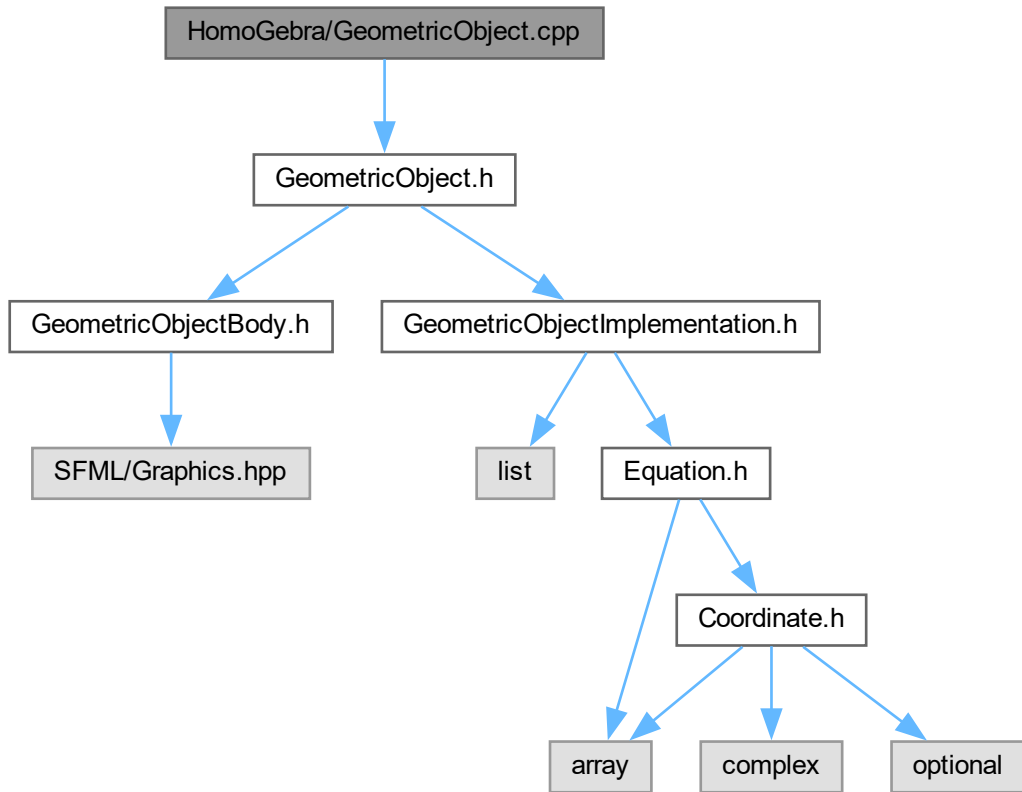 HomoGebra/GeometricObject.cpp
GeometricObject.h
GeometricObjectBody.h
GeometricObjectImplementation.h
SFML/Graphics.hpp
list
Equation.h
Coordinate.h
array
complex
optional